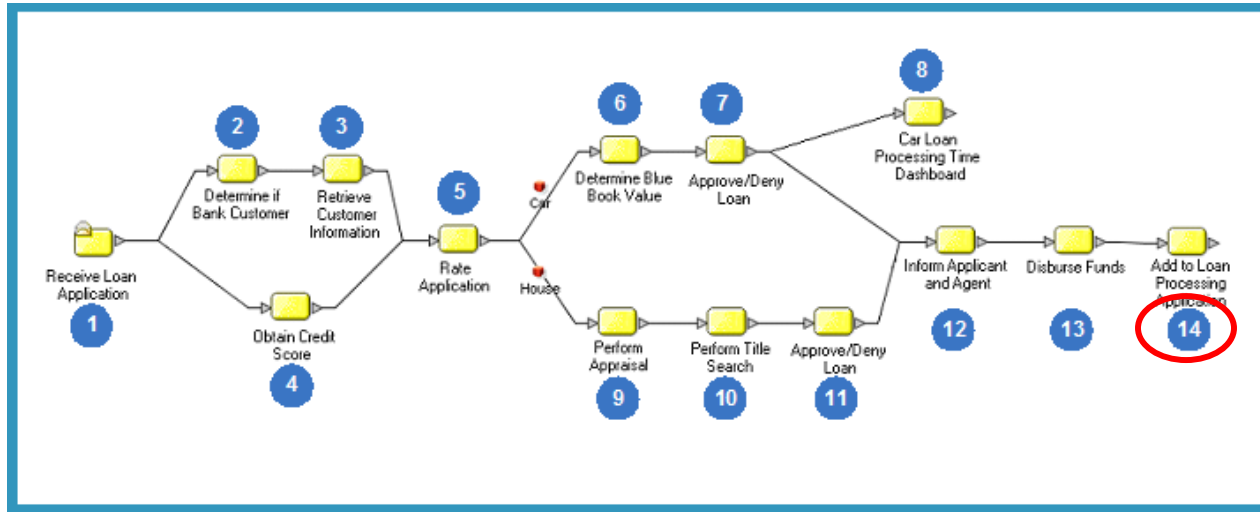 8
Car Loan
Processing Time
Dashboard
6
7
Determine Blue
Book Value
Approve/Deny
Loan
2
3
Determine if
Bank Customer
Retrieve
Customer
Information
5
Car
Rate
Application
House
Receive Loan
Application
1
Obtain Credit
Score
4
Perform
Appraisal
9
Perform Title
Search
10
Approve/Deny
Loan
11
Inform Applicant
and Agent
12
Disburse Funds
13
Add to Loan
Processing
Application
14